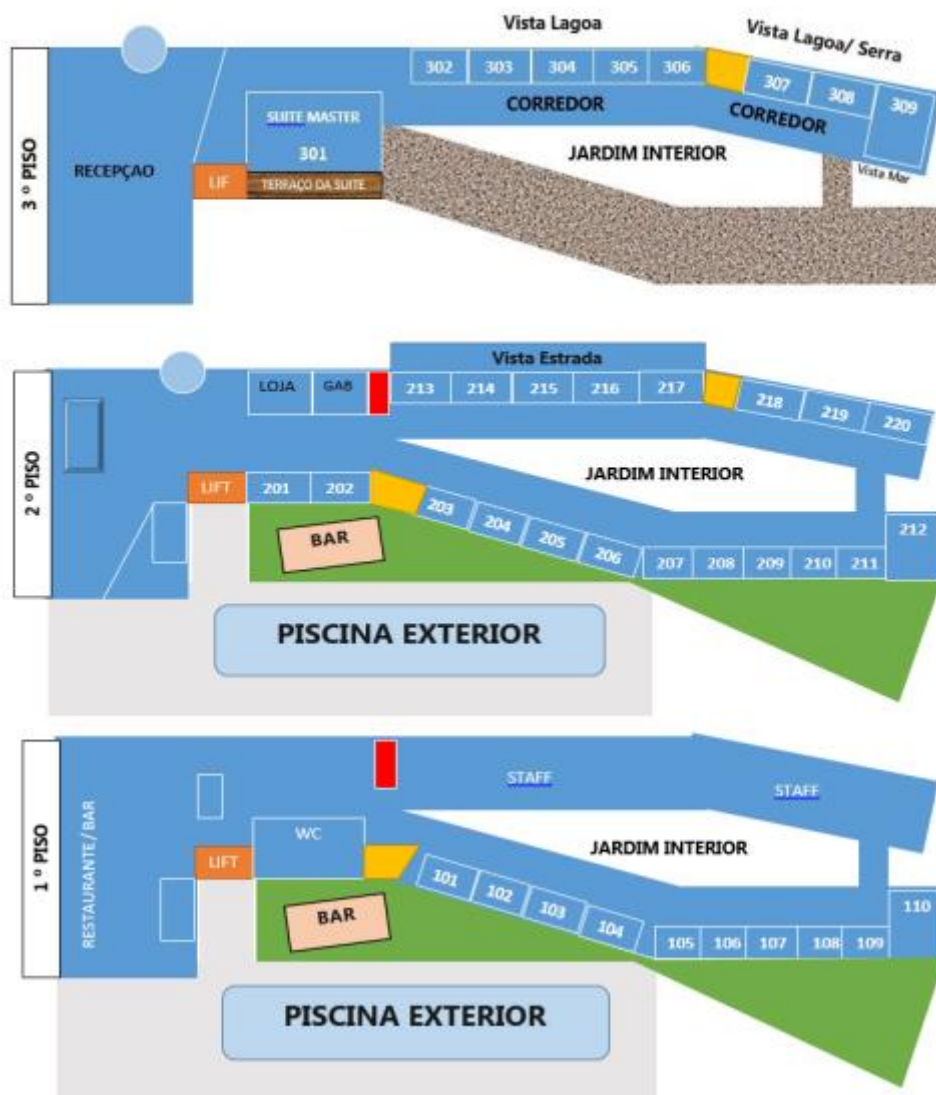 3 º PISO
Vista Lagoa
Vista Lagoa/ Serra
302 303 304 305 306
307 308 309
CORREDOR
CORREDOR
SUITE MASTER
301
JARDIM INTERIOR
RECEPÇAO
LIF
TERRAÇO DA SUITE
Vista Mar
2 º PISO
Vista Estrada
LOJA GAB 213 214 215 216 217
218 219 220
JARDIM INTERIOR
LIFT 201 202
203 204 205 206
207 208 209 210 211
212
BAR
PISCINA EXTERIOR
1 º PISO
RESTAURANTE/ BAR
STAFF
STAFF
WC
JARDIM INTERIOR
LIFT
101 102 103 104
105 106 107 108 109
110
BAR
PISCINA EXTERIOR